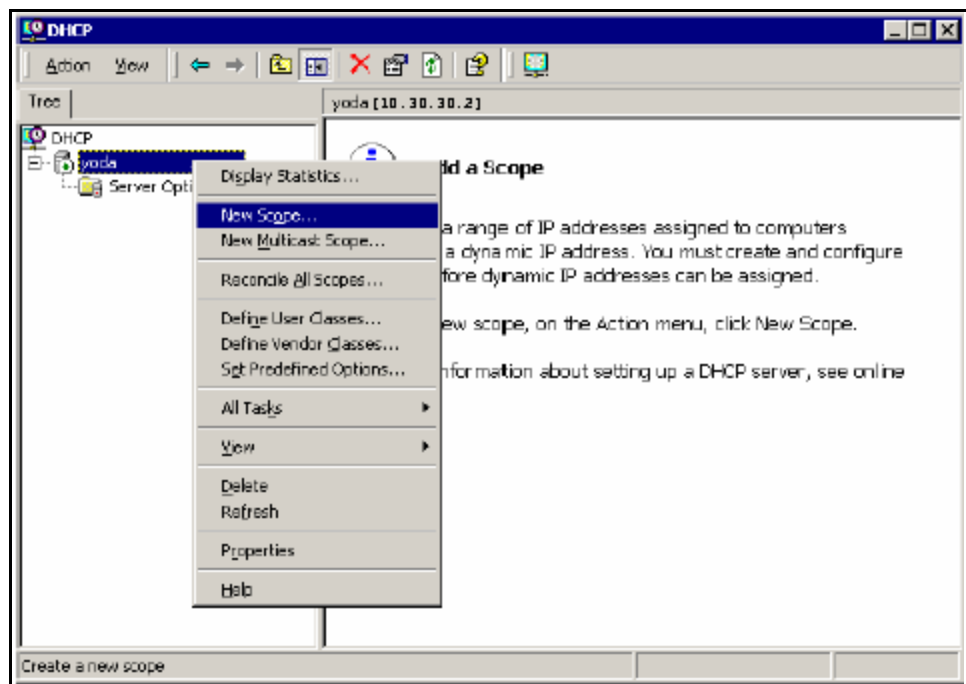 DHCP
Action View
Tree
yoda [10.30.30.2]
DHCP
yoda
Server Opti
dd a Scope
a range of IP addresses assigned to computers
a dynamic IP address. You must create and configure
fore dynamic IP addresses can be assigned.
ew scope, on the Action menu, click New Scope.
nformation about setting up a DHCP server, see online
Display Statistics...
New Scope...
New Multicast Scope...
Reconcile All Scopes...
Define User Classes...
Define Vendor Classes...
Set Predefined Options...
All Tasks
View
Delete
Refresh
Properties
Help
Create a new scope